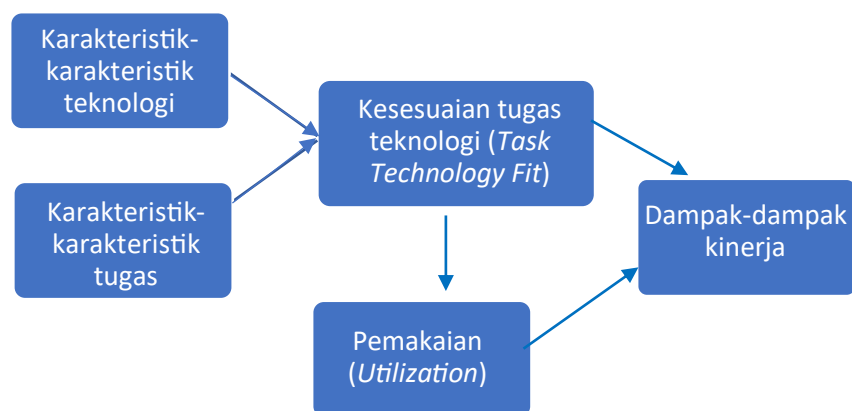 Karakteristik-
karakteristik
teknologi
Kesesuaian tugas
teknologi (Task
Technology Fit)
Karakteristik-
karakteristik
tugas
Dampak-dampak
kinerja
Pemakaian
(Utilization)